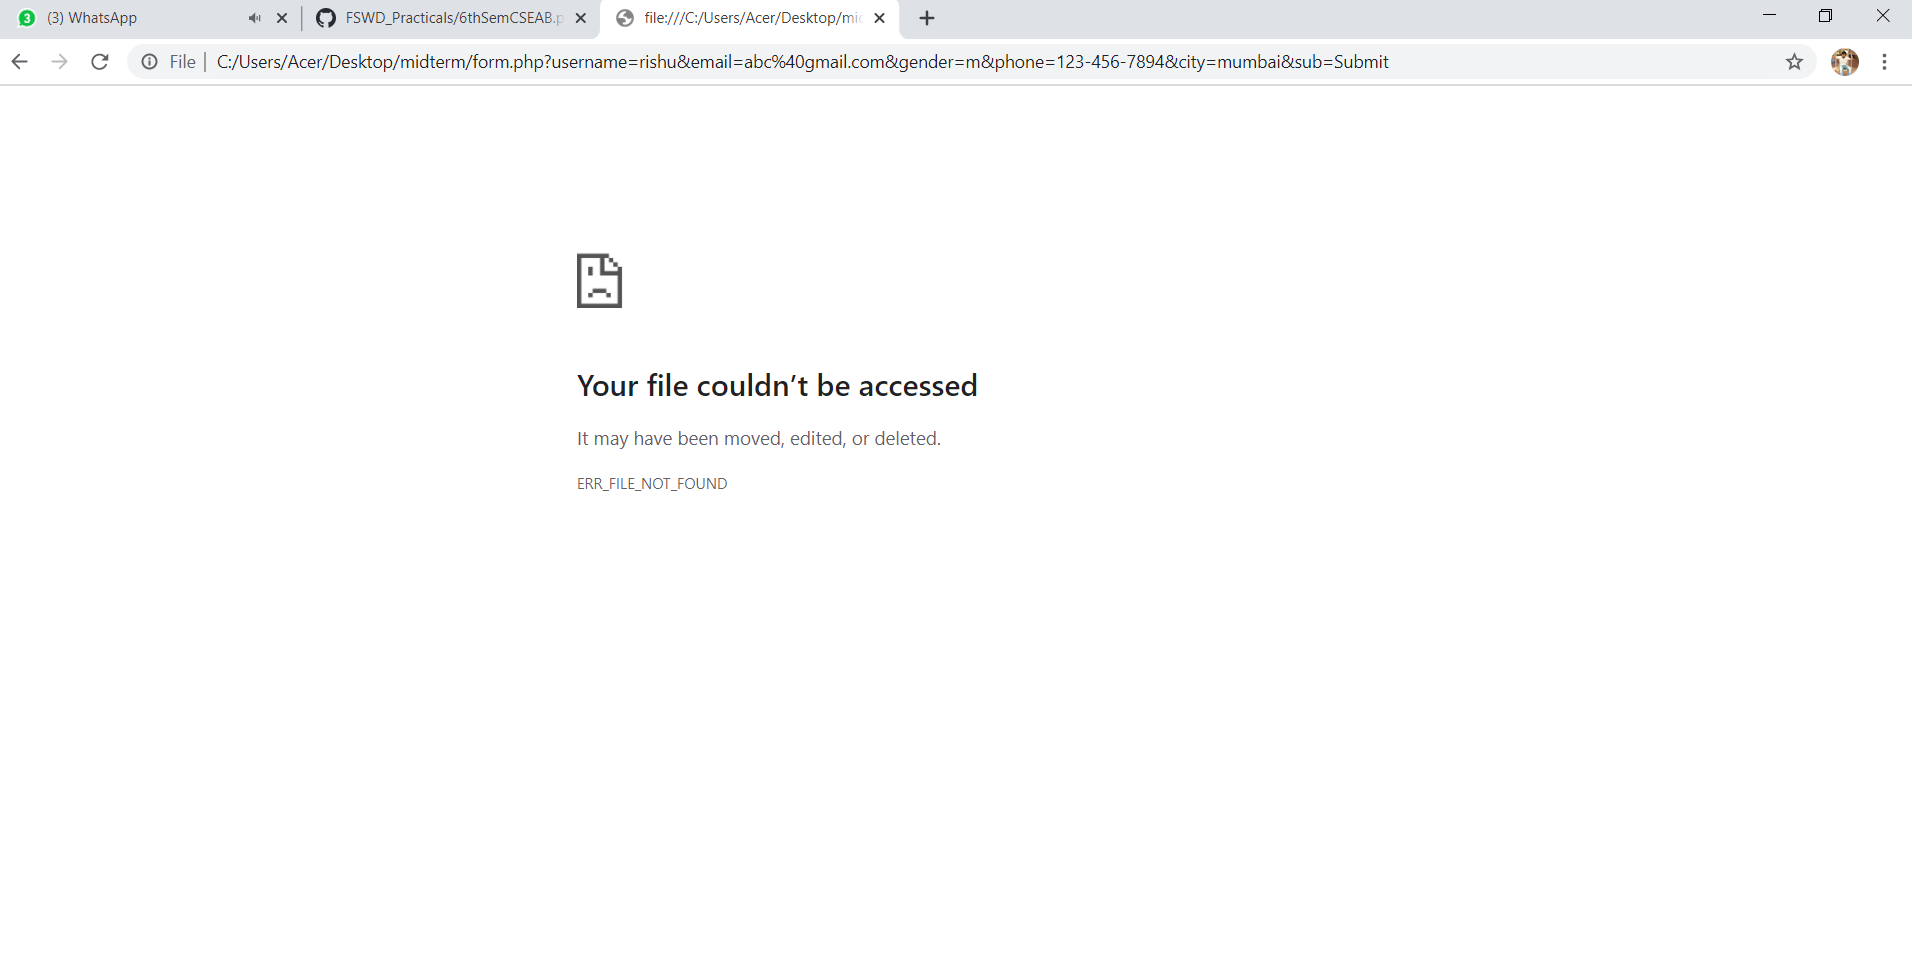 3 (3) WhatsApp
FSWD_Practicals/6thSemCSEAB.p
file:///C:/Users/Acer/Desktop/mid
File | C:/Users/Acer/Desktop/midterm/form.php?username=rishu&email=abc%40gmail.com&gender=m&phone=123-456-7894&city=mumbai&sub=Submit
Your file couldn’t be accessed
It may have been moved, edited, or deleted.
ERR_FILE_NOT_FOUND